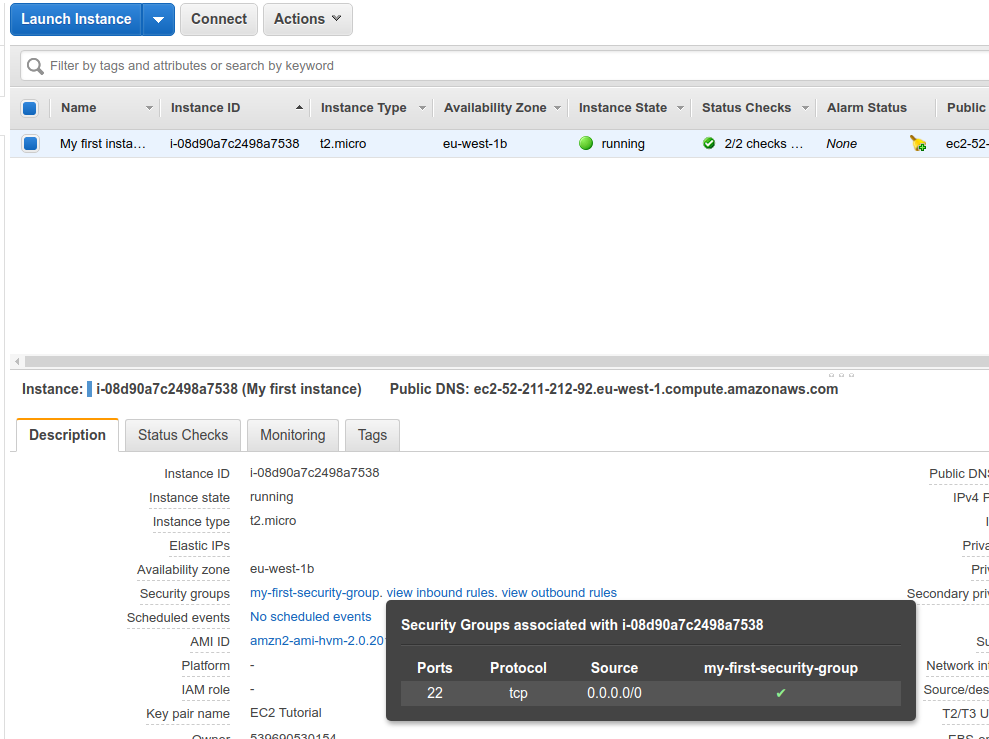 Launch Instance Connect Actions
Filter by tags and attributes or search by keyword
Name Instance ID Instance Type Availability Zone Instance State Status Checks Alarm Status Public
My first insta… i-08d90a7c2498a7538 t2.micro eu-west-1b running 2/2 checks … None ec2-52-
Instance: i-08d90a7c2498a7538 (My first instance) Public DNS: ec2-52-211-212-92.eu-west-1.compute.amazonaws.com
Description Status Checks Monitoring Tags
Instance ID i-08d90a7c2498a7538 Public DNS
Instance state running IPv4 P
Instance type t2.micro
Elastic IPs Priva
Availability zone eu-west-1b Pri
Security groups my-first-security-group. view inbound rules. view outbound rules Secondary priv
Scheduled events No scheduled events
Security Groups associated with i-08d90a7c2498a7538
AMI ID amzn2-ami-hvm-2.0.20 Su
Platform - Network int
Ports Protocol Source my-first-security-group
IAM role - Source/des
22 tcp 0.0.0.0/0 ✔
Key pair name EC2 Tutorial T2/T3 U
Owner 539690530154